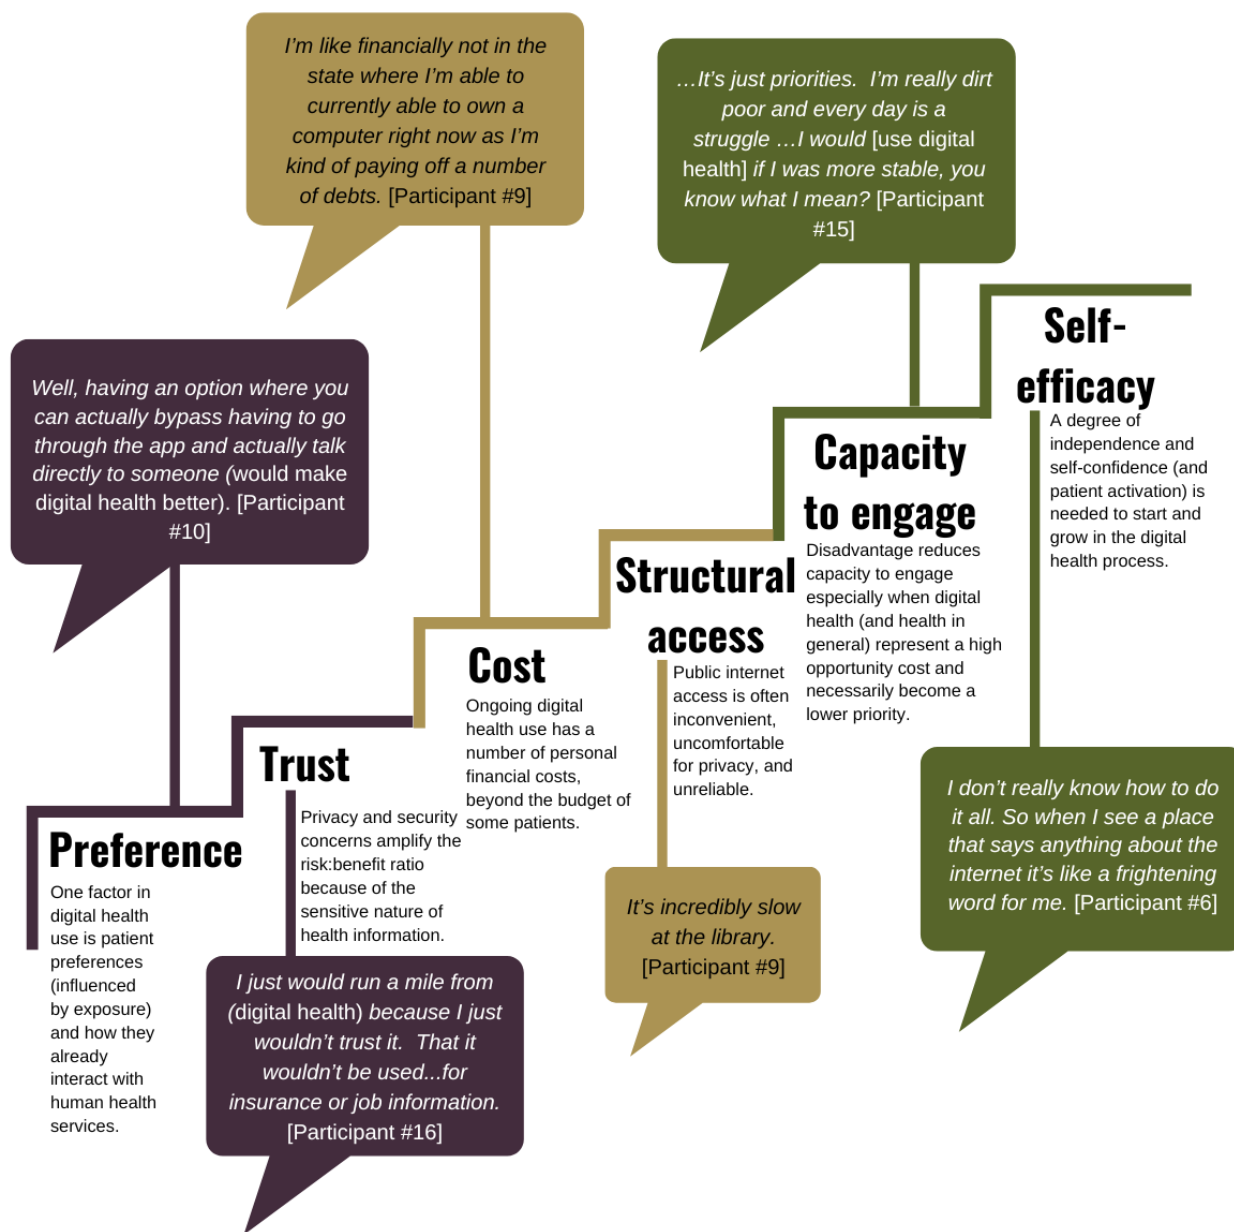 I'm like financially not in the
state where I'm able to
currently able to own a
computer right now as I'm
kind of paying off a number
of debts. [Participant #9]
…It's just priorities.  I'm really dirt
poor and every day is a
struggle …I would [use digital
health] if I was more stable, you
know what I mean? [Participant
#15]
Well, having an option where you
can actually bypass having to go
through the app and actually talk
directly to someone (would make
digital health better). [Participant
#10]
Self-
efficacy
A degree of
independence and
self-confidence (and
patient activation) is
needed to start and
grow in the digital
health process.
Capacity
to engage
Disadvantage reduces
capacity to engage
especially when digital
health (and health in
general) represent a high
opportunity cost and
necessarily become a
lower priority.
Structural
access
Public internet
access is often
inconvenient,
uncomfortable
for privacy, and
unreliable.
Cost
Ongoing digital
health use has a
number of personal
financial costs,
beyond the budget of
some patients.
Trust
Privacy and security
concerns amplify the
risk:benefit ratio
because of the
sensitive nature of
health information.
Preference
One factor in
digital health
use is patient
preferences
(influenced
by exposure)
and how they
already
interact with
human health
services.
I just would run a mile from
(digital health) because I just
wouldn't trust it.  That it
wouldn't be used...for
insurance or job information.
[Participant #16]
It's incredibly slow
at the library.
[Participant #9]
I don't really know how to do
it all. So when I see a place
that says anything about the
internet it's like a frightening
word for me. [Participant #6]